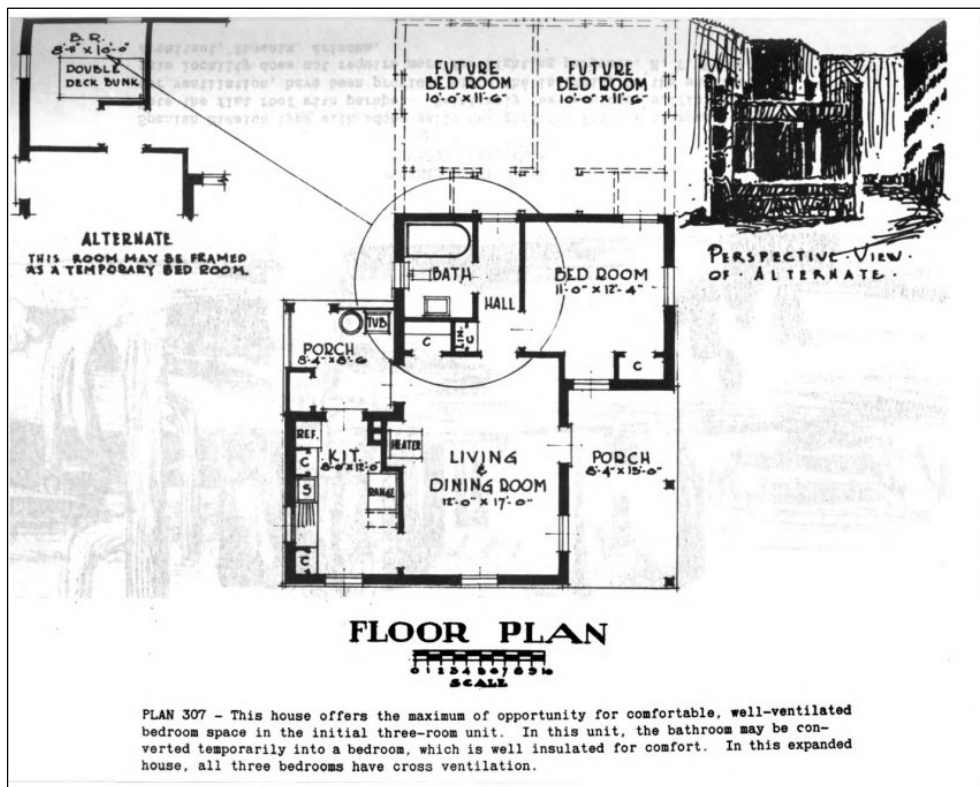 B. R.
8'-8" X 10'-0"
DOUBLE
DECK BUNK
ALTERNATE
THIS ROOM MAY BE FRAMED
AS A TEMPORARY BED ROOM.
FUTURE
BED ROOM
10'-0" X 11'-6"
FUTURE
BED ROOM
10'-0" X 11'-6"
PERSPECTIVE-VIEW-
OF-ALTERNATE-
BATH
HALL
BED ROOM
11'-0" X 12'-4"
TUB
PORCH
8'-4" X 8'-6"
C
LIN.
C
C
REF.
C
S
C
KIT.
8'-0" X 12'-0"
HEATER
RANGE
LIVING
&
DINING ROOM
12'-0" X 17'-0"
PORCH
8'-4" X 15'-0"
FLOOR PLAN
0 1 2 3 4 5 6 7 8 9 10
SCALE
PLAN 307 - This house offers the maximum of opportunity for comfortable, well-ventilated
bedroom space in the initial three-room unit. In this unit, the bathroom may be con-
verted temporarily into a bedroom, which is well insulated for comfort. In this expanded
house, all three bedrooms have cross ventilation.